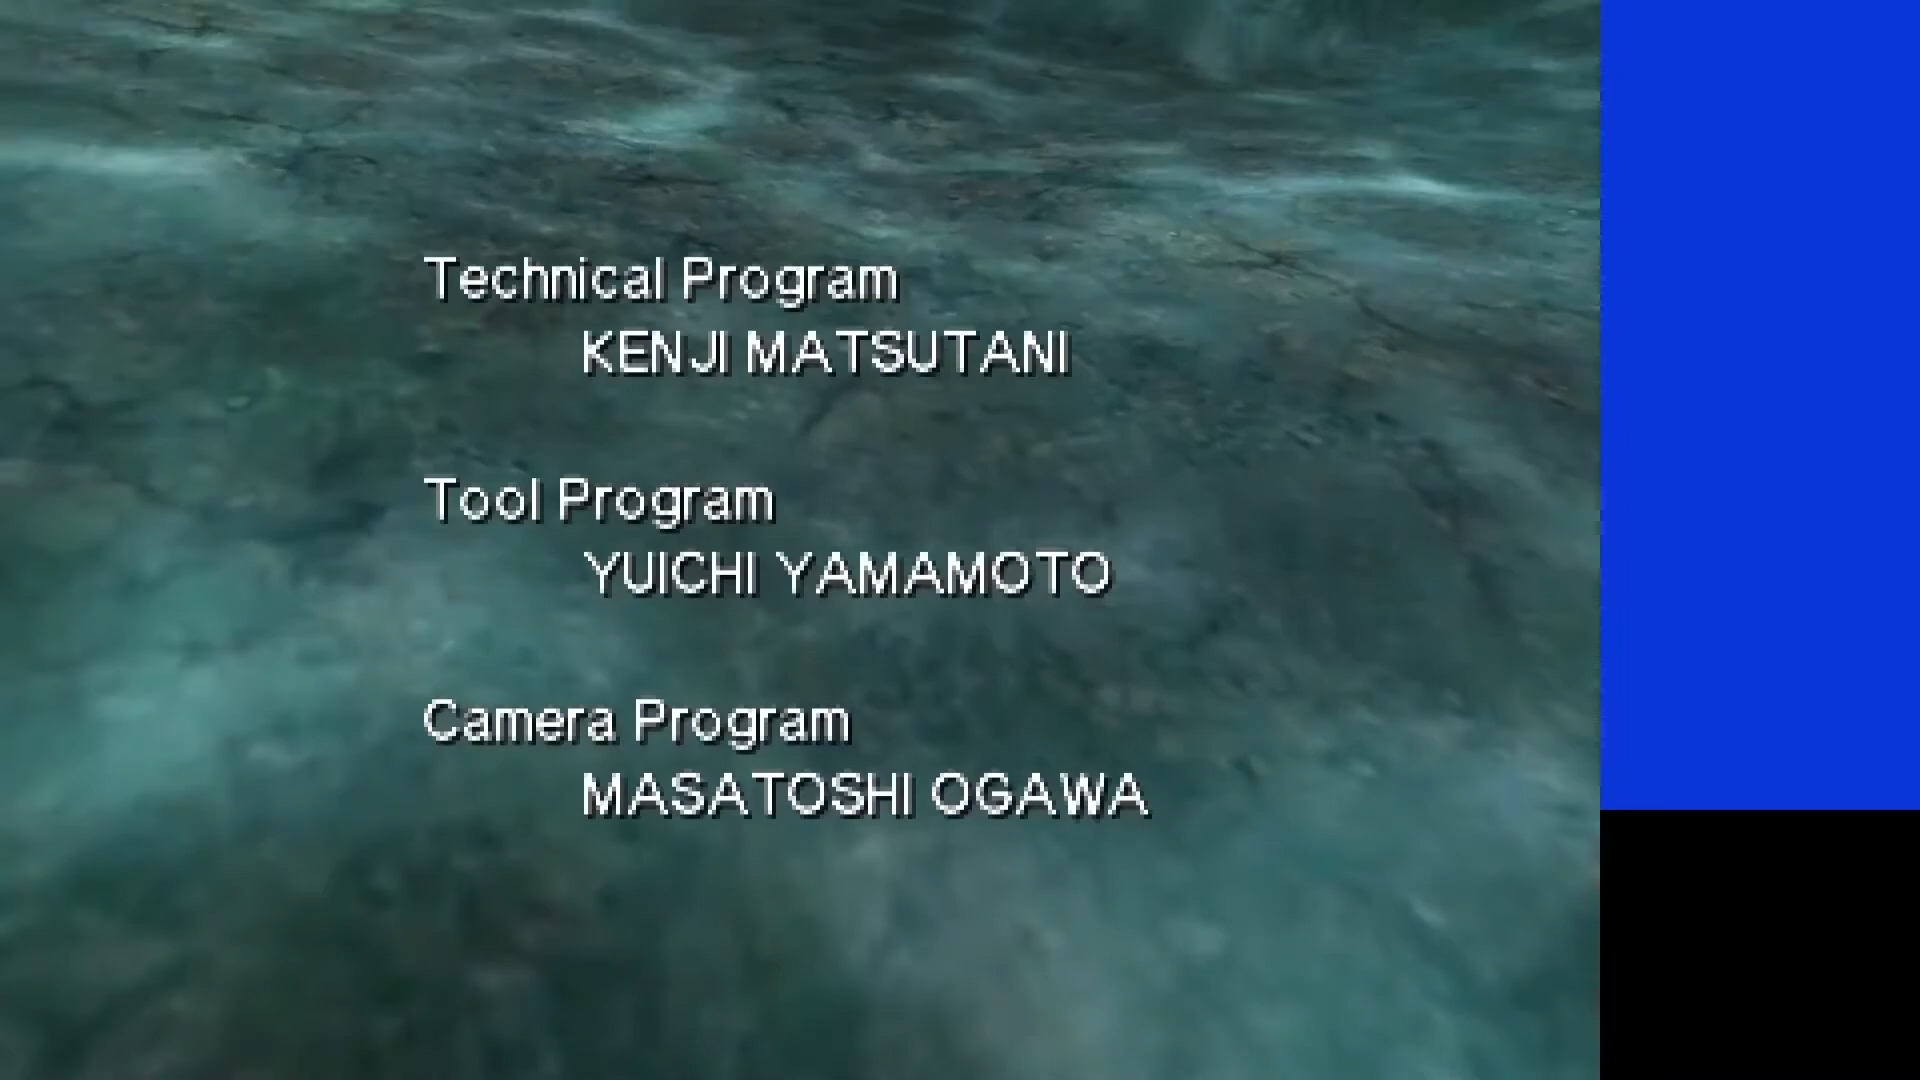 Technical Program
KENJI MATSUTANI
Tool Program
YUICHI YAMAMOTO
Camera Program
MASATOSHI OGAWA